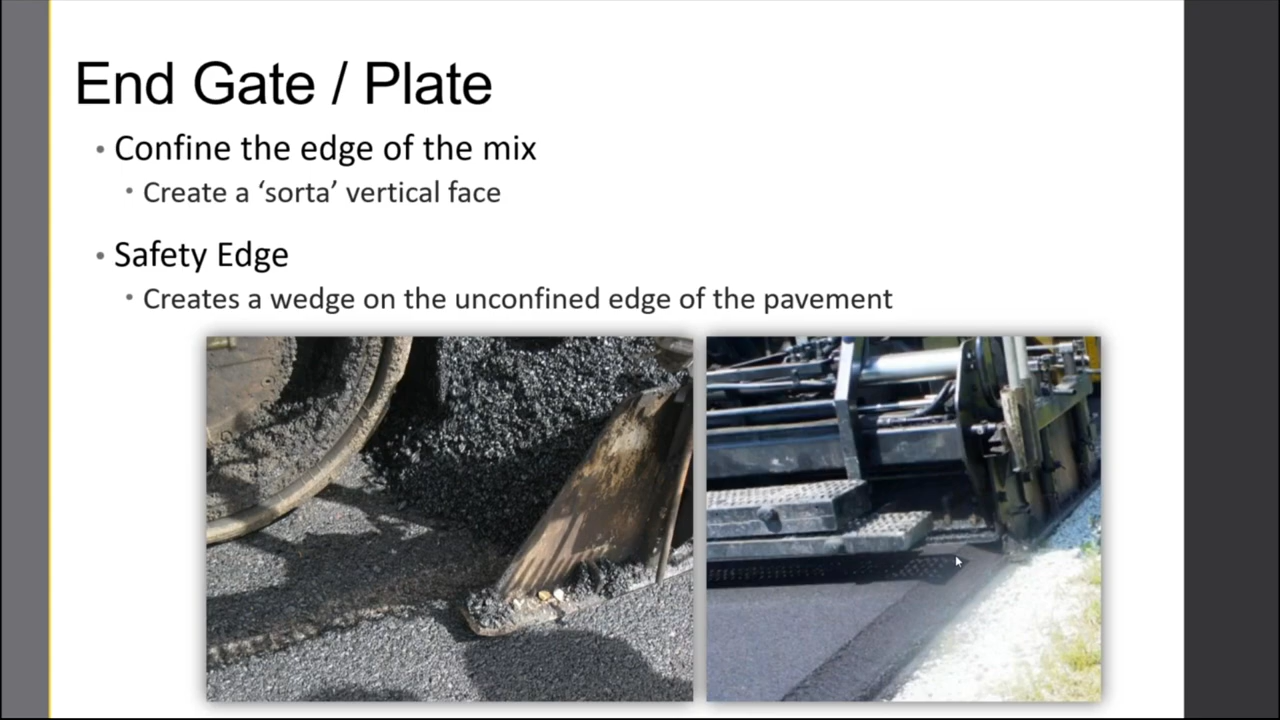 End Gate / Plate
• Confine the edge of the mix
• Create a ‘sorta’ vertical face
• Safety Edge
• Creates a wedge on the unconfined edge of the pavement